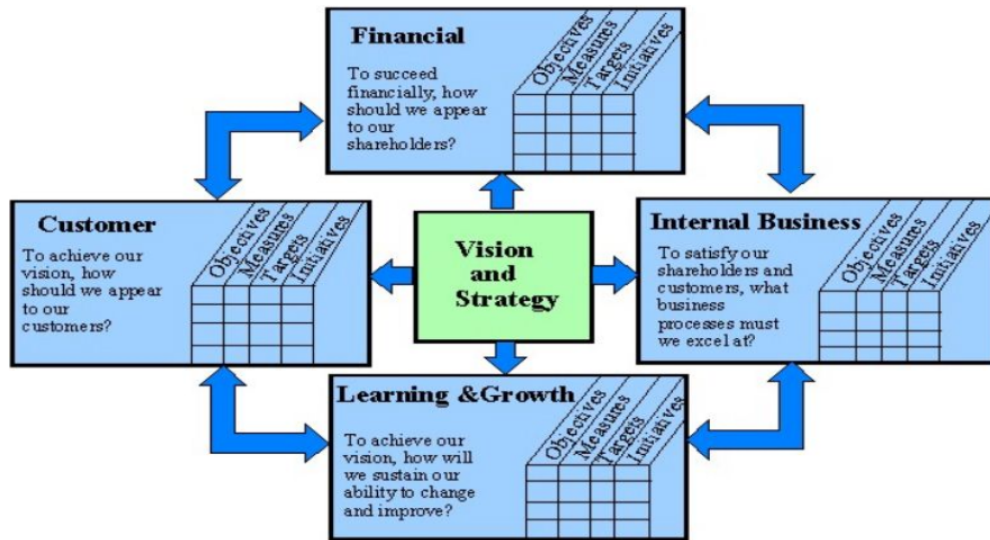 Financial
To succeed
financially, how
should we appear
to our
shareholders?
Objectives
Measures
Targets
Initiatives
Customer
To achieve our
vision, how
should we appear
to our
customers?
Objectives
Measures
Targets
Initiatives
Vision
and
Strategy
Internal Business
To satisfy our
shareholders and
customers, what
business
processes must
we excel at?
Objectives
Measures
Targets
Initiatives
Learning &Growth
To achieve our
vision, how will
we sustain our
ability to change
and improve?
Objectives
Measures
Targets
Initiatives